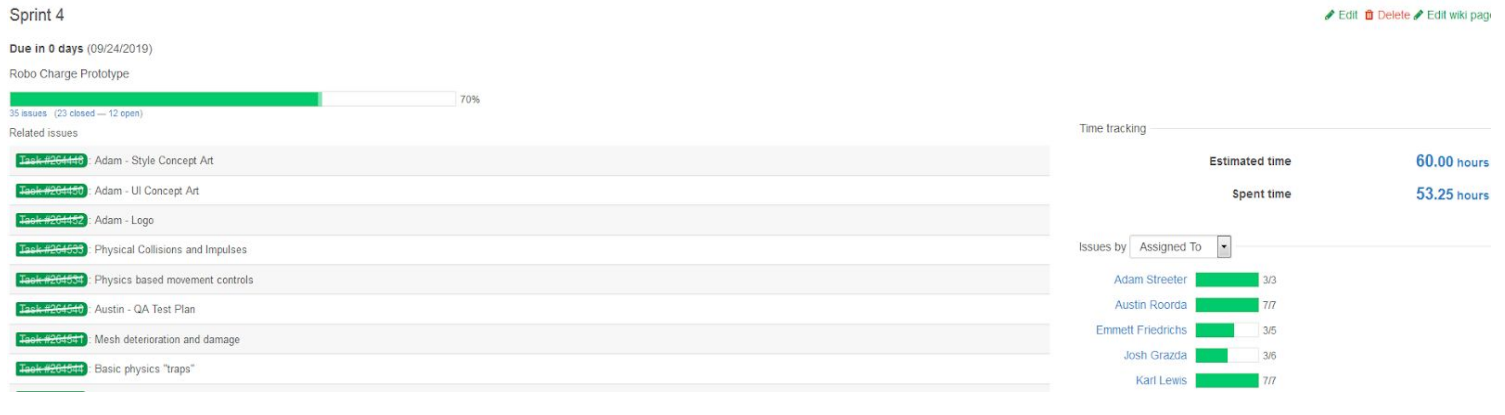 Sprint 4
Edit Delete Edit wiki page
Due in 0 days (09/24/2019)
Robo Charge Prototype
70%
35 issues (23 closed — 12 open)
Related issues
Task #264448: Adam - Style Concept Art
Task #264450: Adam - UI Concept Art
Task #264452: Adam - Logo
Task #264533: Physical Collisions and Impulses
Task #264534: Physics based movement controls
Task #264540: Austin - QA Test Plan
Task #264541: Mesh deterioration and damage
Task #264544: Basic physics "traps"
Time tracking
Estimated time 60.00 hours
Spent time 53.25 hours
Issues by Assigned To
Adam Streeter 3/3
Austin Roorda 7/7
Emmett Friedrichs 3/5
Josh Grazda 3/6
Karl Lewis 7/7